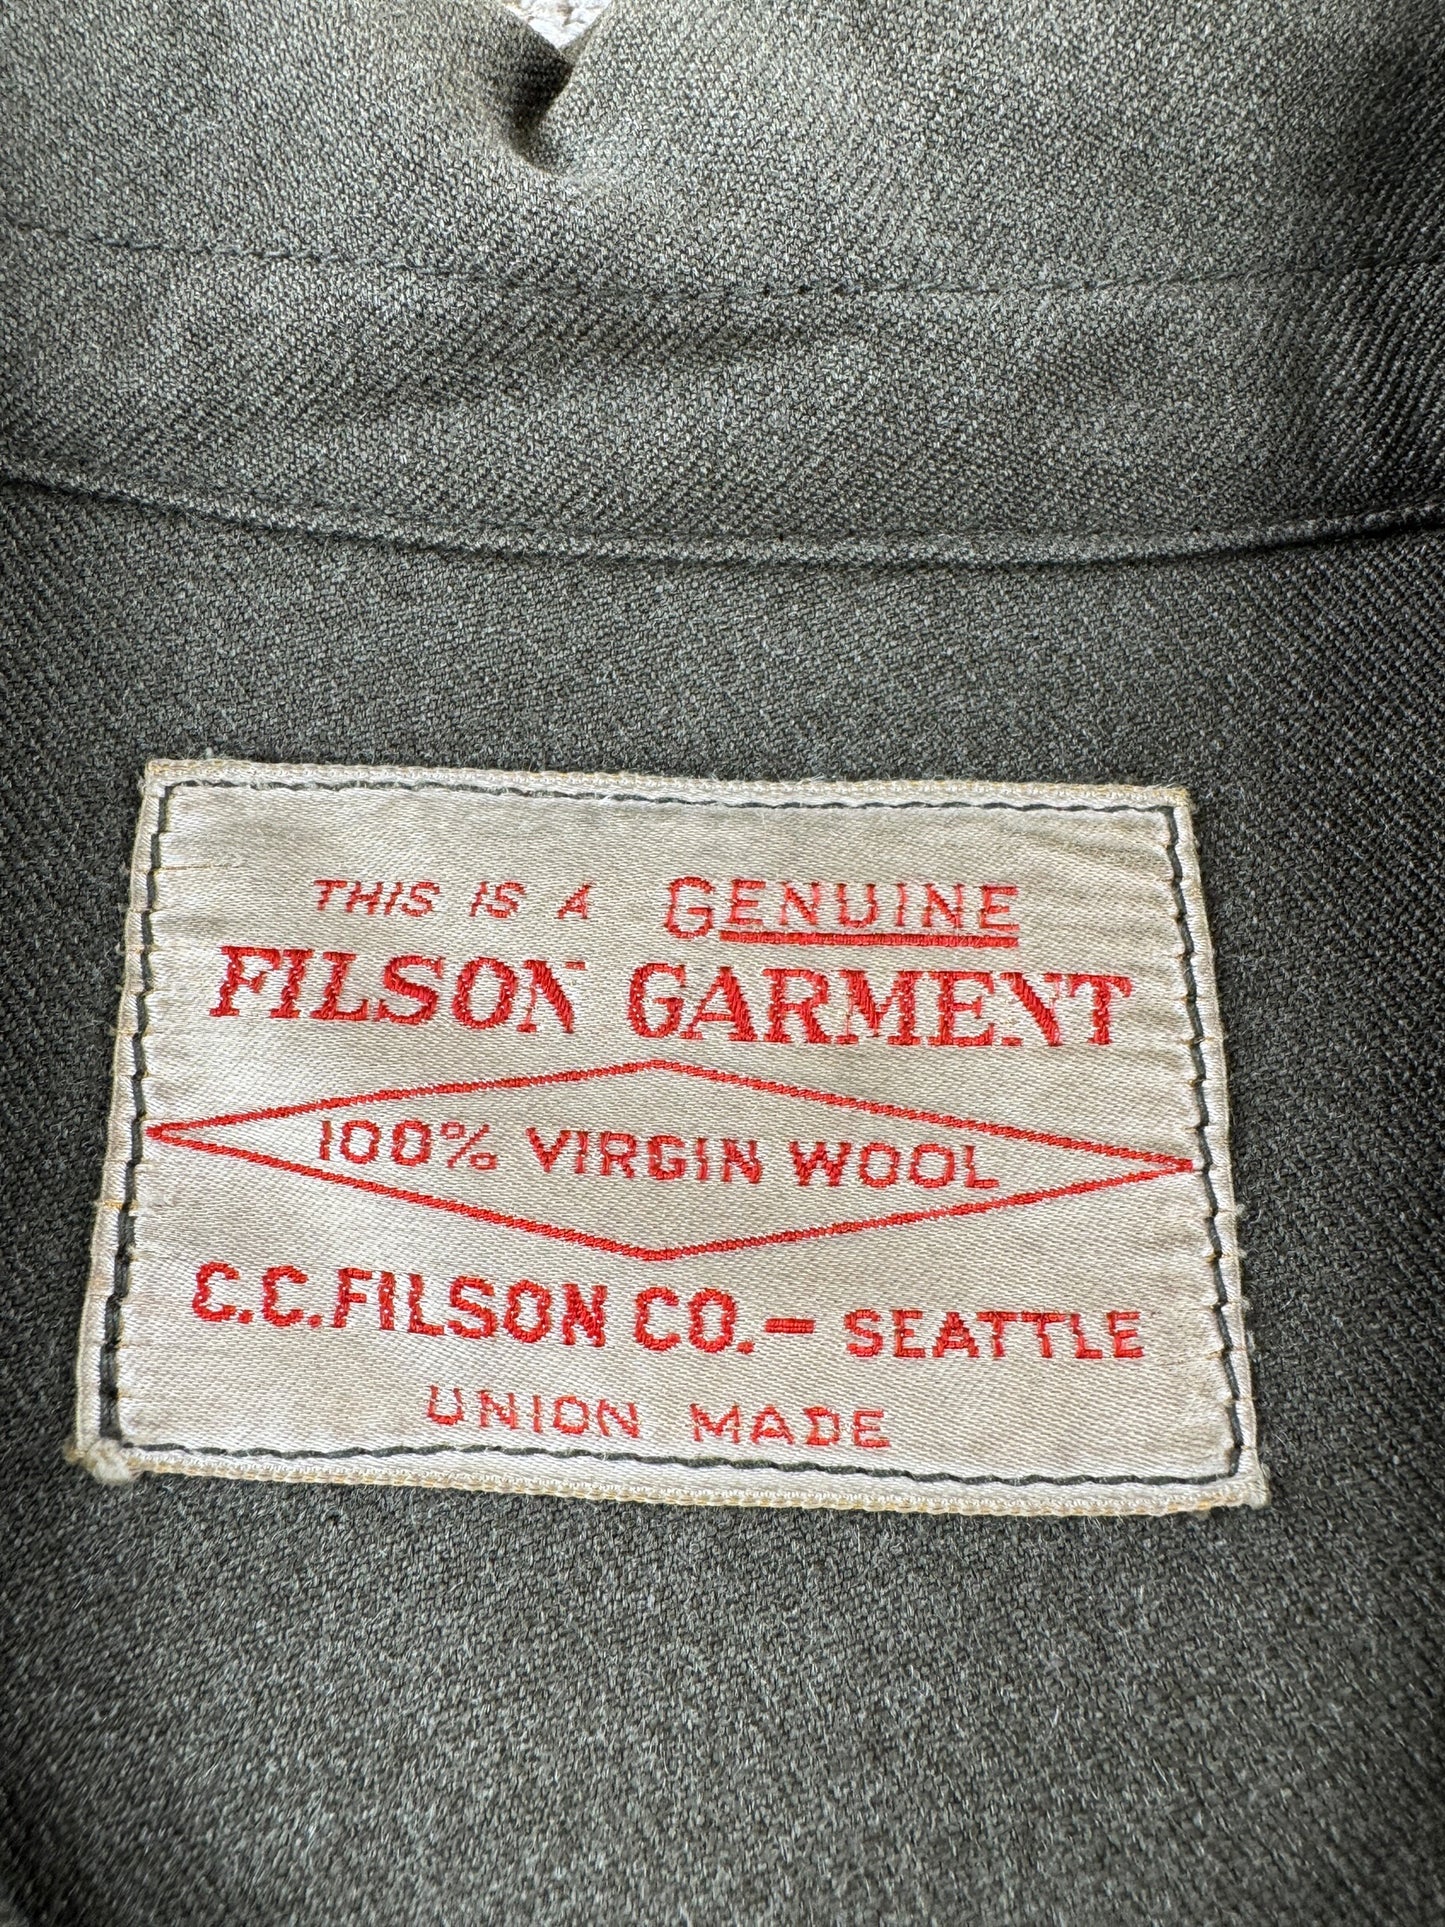 THIS IS A GENUINE
FILSON GARMENT
100% VIRGIN WOOL
C.C. FILSON CO. — SEATTLE
UNION MADE